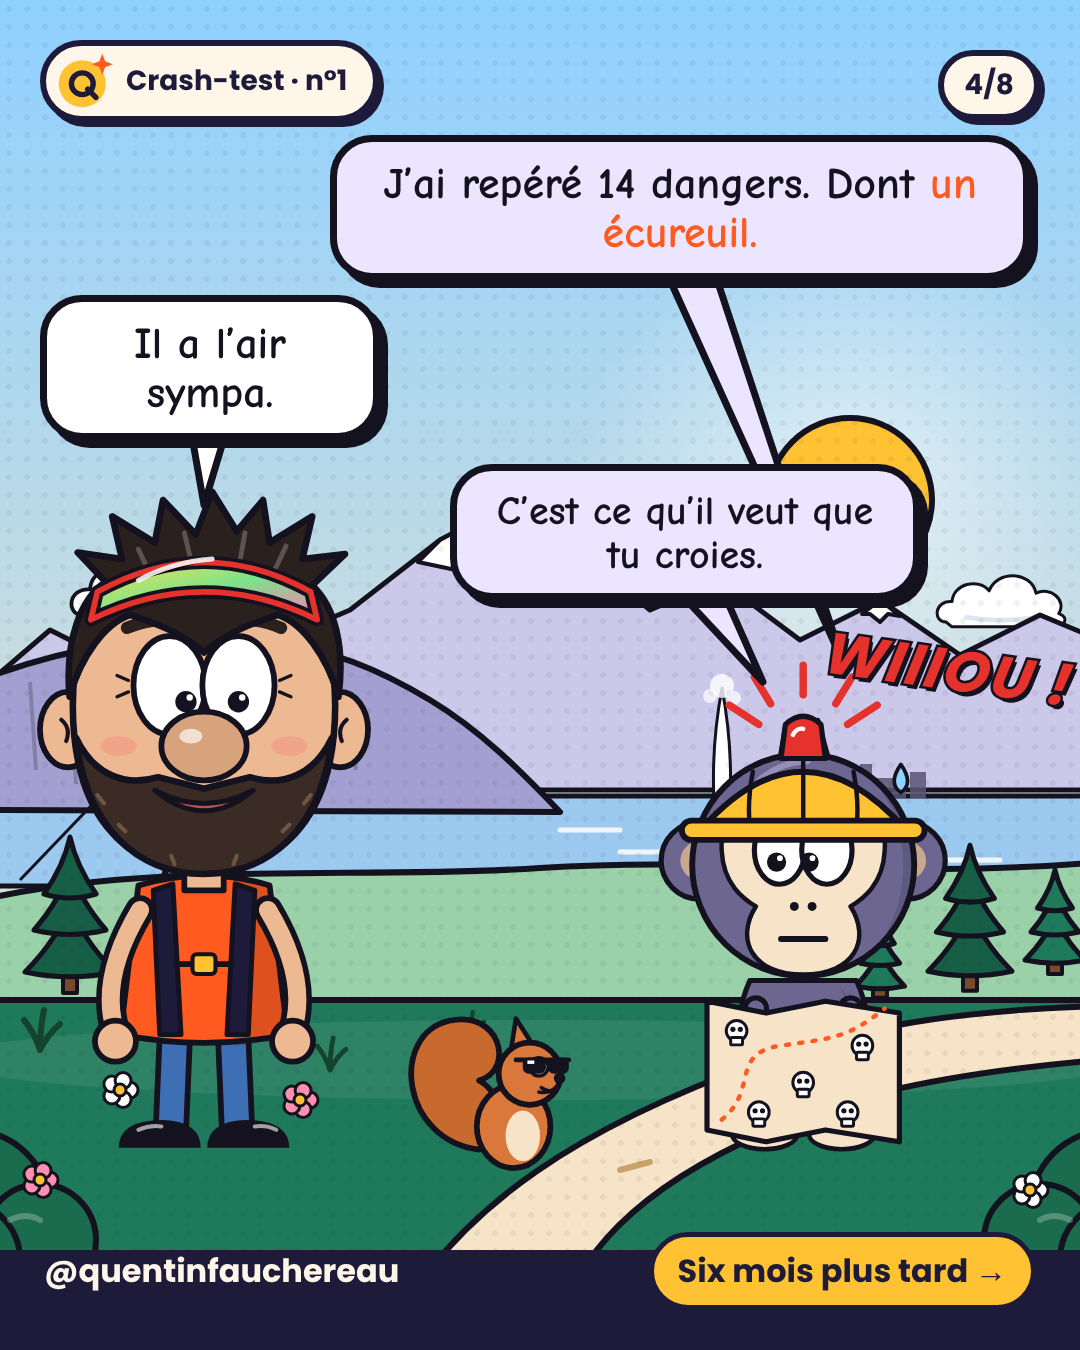 Q
Crash-test · nº1
4/8
J'ai repéré 14 dangers. Dont un
écureuil.
Il a l'air
sympa.
C'est ce qu'il veut que
tu croies.
WIIIOU !
@quentinfauchereau
Six mois plus tard →